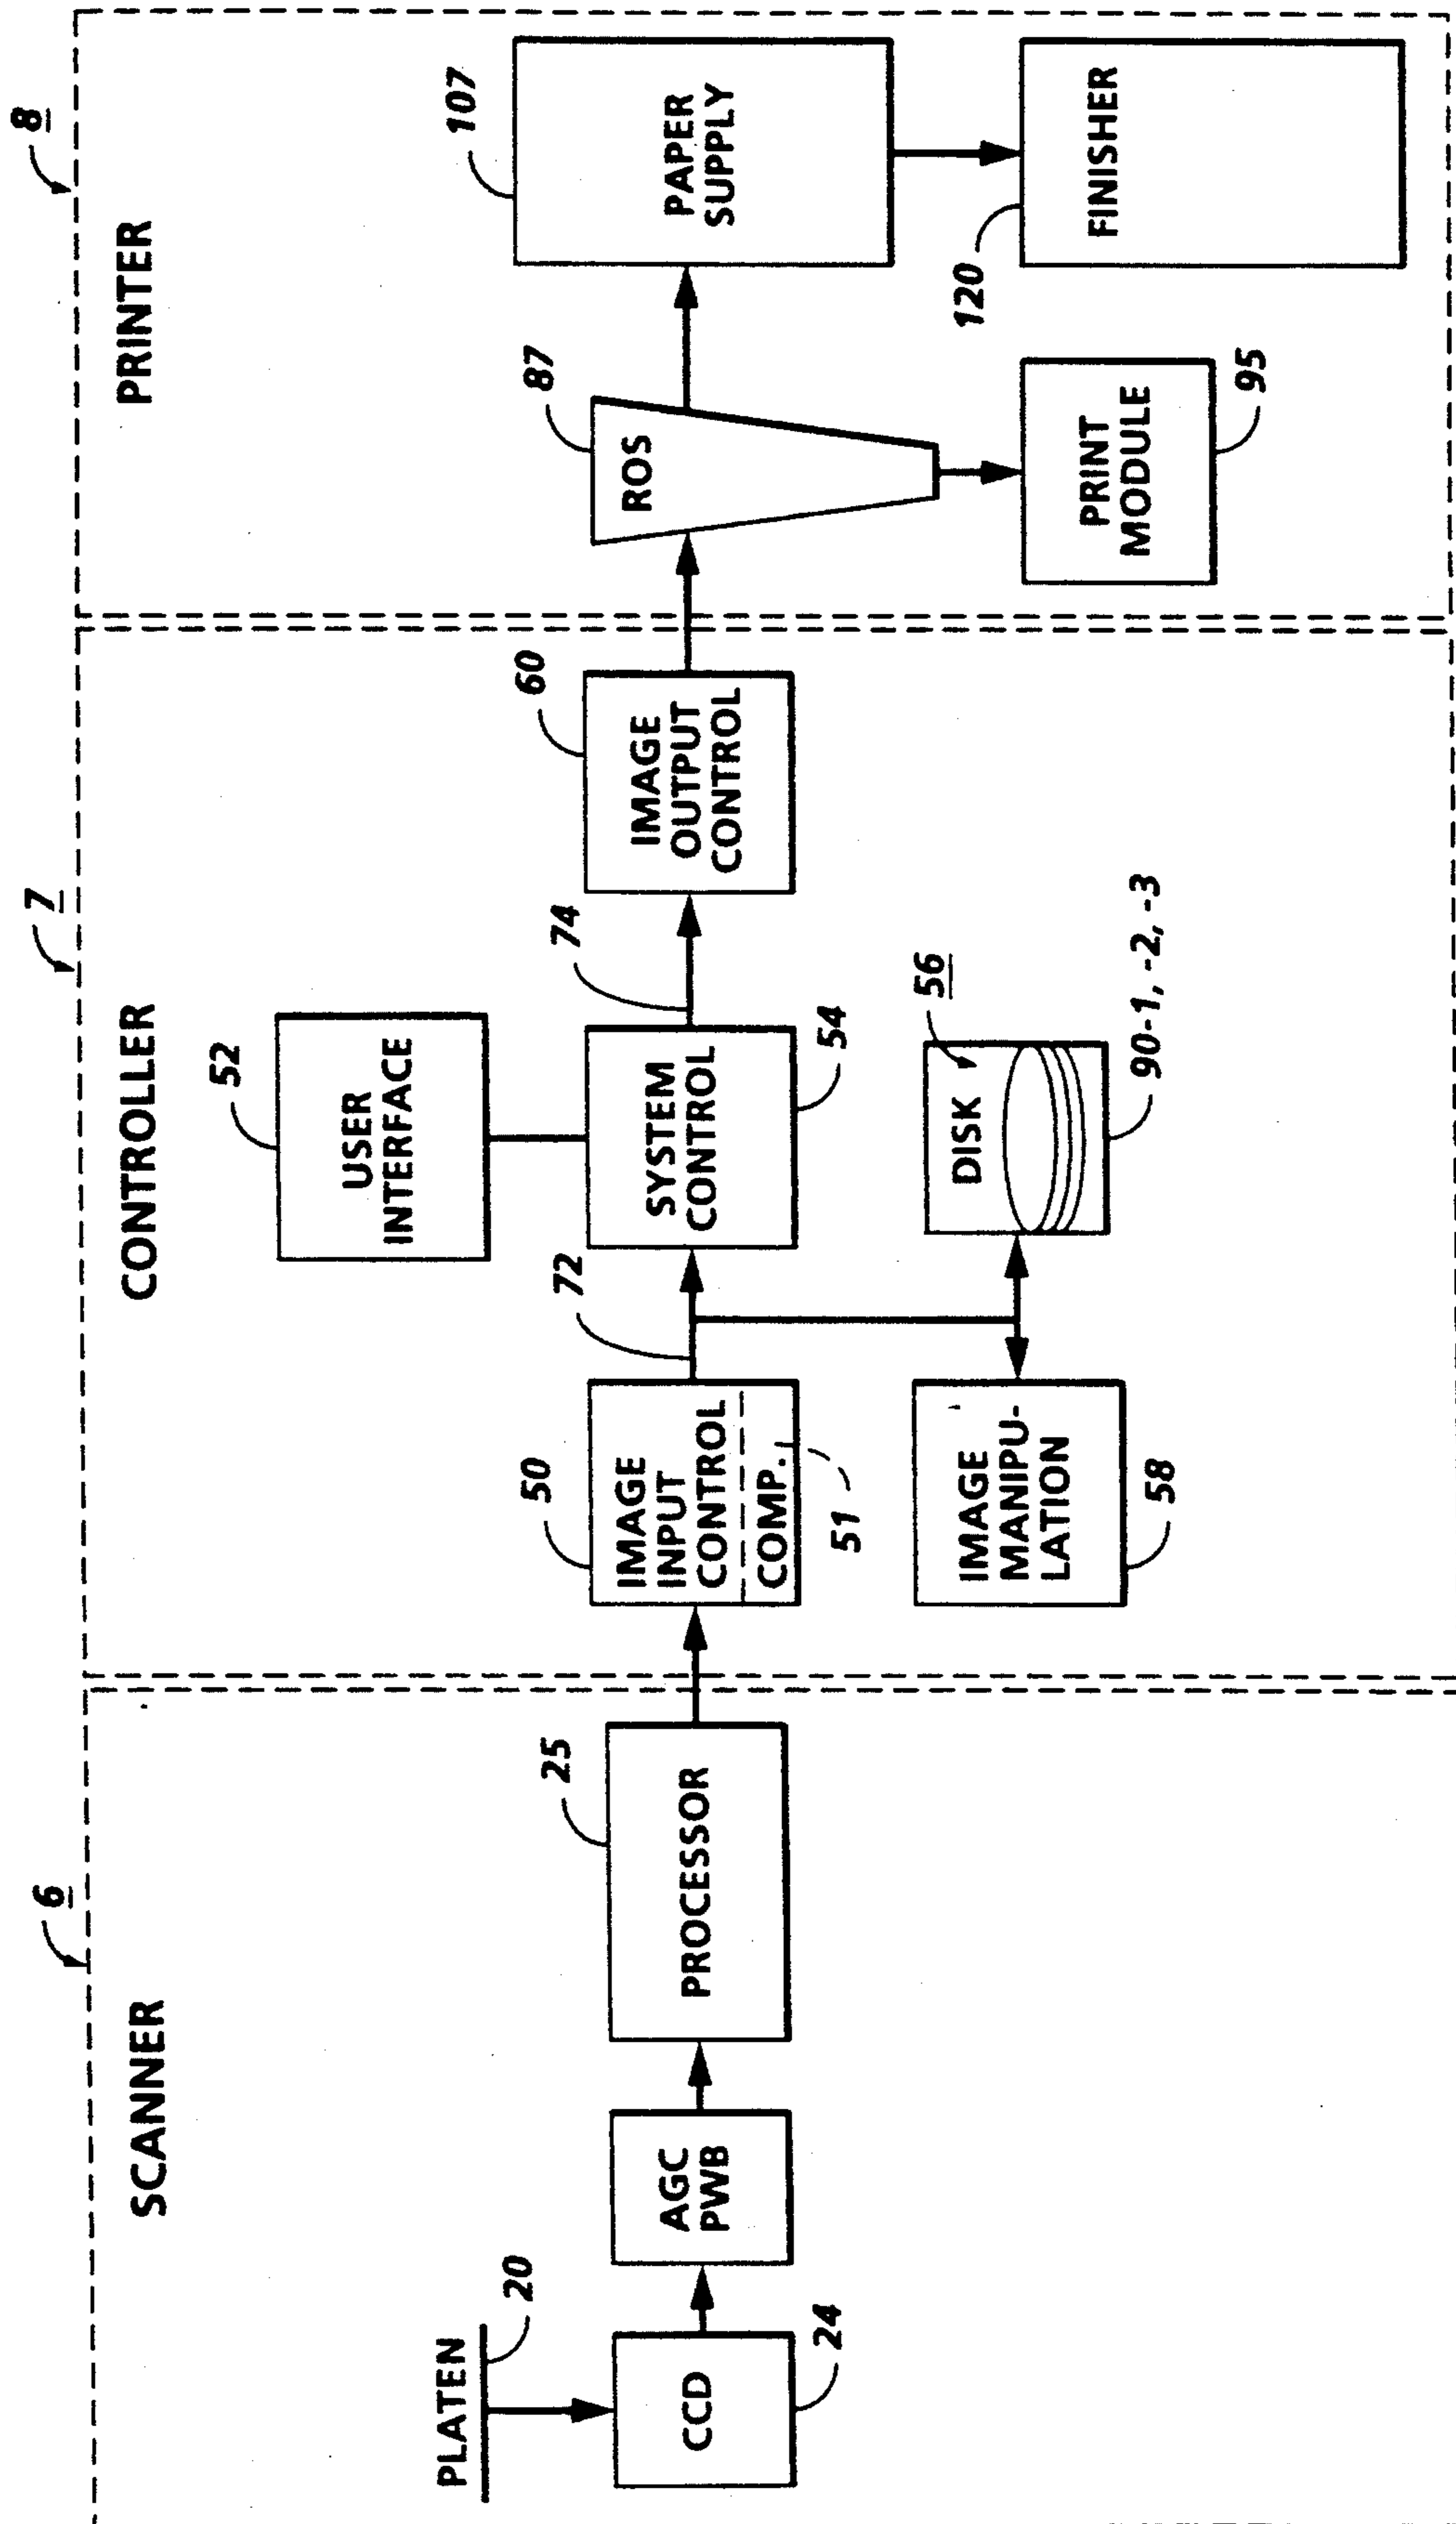 6
SCANNER
PLATEN
20
CCD
24
AGC
PWB
PROCESSOR
25
7
CONTROLLER
USER
INTERFACE
52
IMAGE
INPUT
CONTROL
COMP.
50
51
72
SYSTEM
CONTROL
54
74
IMAGE
OUTPUT
CONTROL
60
IMAGE
MANIPU-
LATION
58
DISK
56
90-1, -2, -3
8
PRINTER
ROS
87
PRINT
MODULE
95
PAPER
SUPPLY
107
FINISHER
120